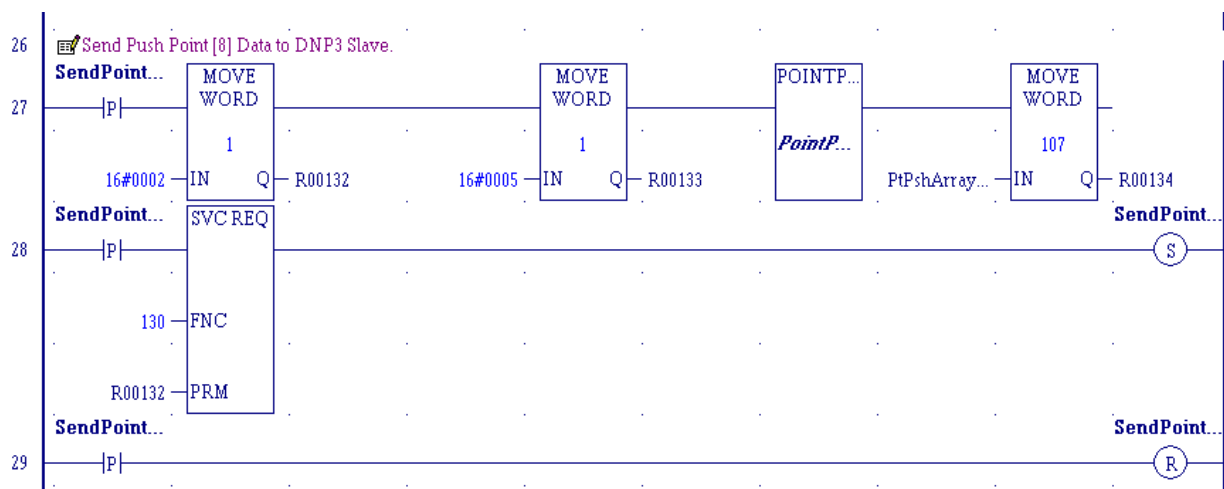 26 Send Push Point [8] Data to DNP3 Slave.
SendPoint... MOVE WORD MOVE WORD POINTP... MOVE WORD
27 P
1 1 PointP... 107
16#0002 IN Q R00132 16#0005 IN Q R00133 PtPshArray... IN Q R00134
SendPoint... SVC REQ SendPoint...
28 P S
130 FNC
R00132 PRM
SendPoint... SendPoint...
29 P R